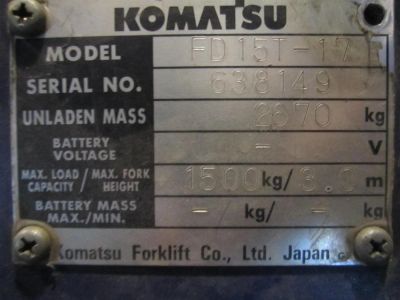 KOMATSU
MODEL FD15T-17
SERIAL NO. 638149
UNLADEN MASS 2670 kg
BATTERY VOLTAGE - V
MAX. LOAD / MAX. FORK CAPACITY / HEIGHT 1500 kg/ 3.0 m
BATTERY MASS MAX./MIN. - / kg/ - kg
Komatsu Forklift Co., Ltd. Japan